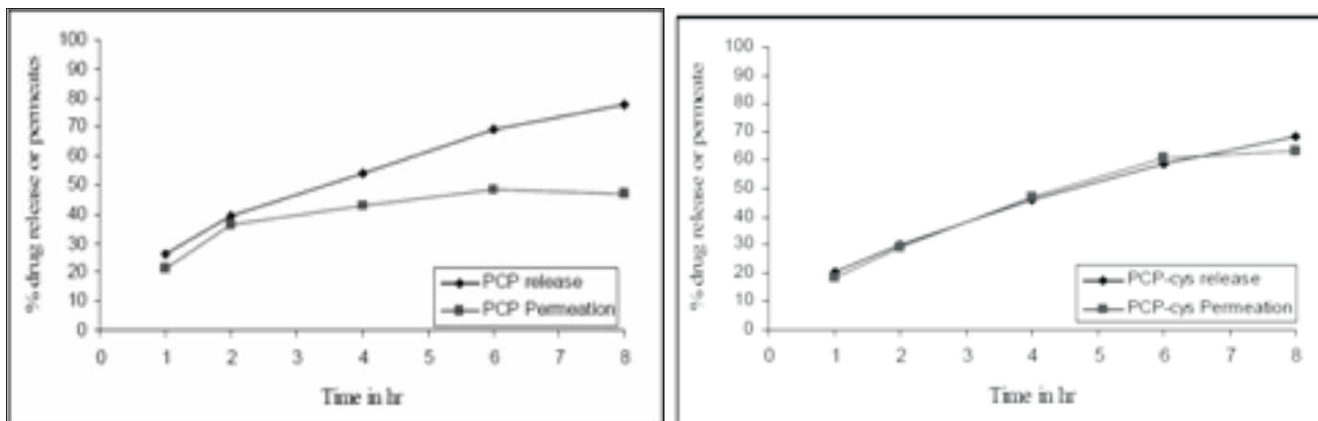 % drug release or permeates
100
90
80
70
60
50
40
30
20
10
0
0 1 2 3 4 5 6 7 8
Time in hr
PCP release
PCP Permeation
% drug release or permeate
100
90
80
70
60
50
40
30
20
10
0
0 1 2 3 4 5 6 7 8
Time in hr
PCP-cys release
PCP-cys Permeation